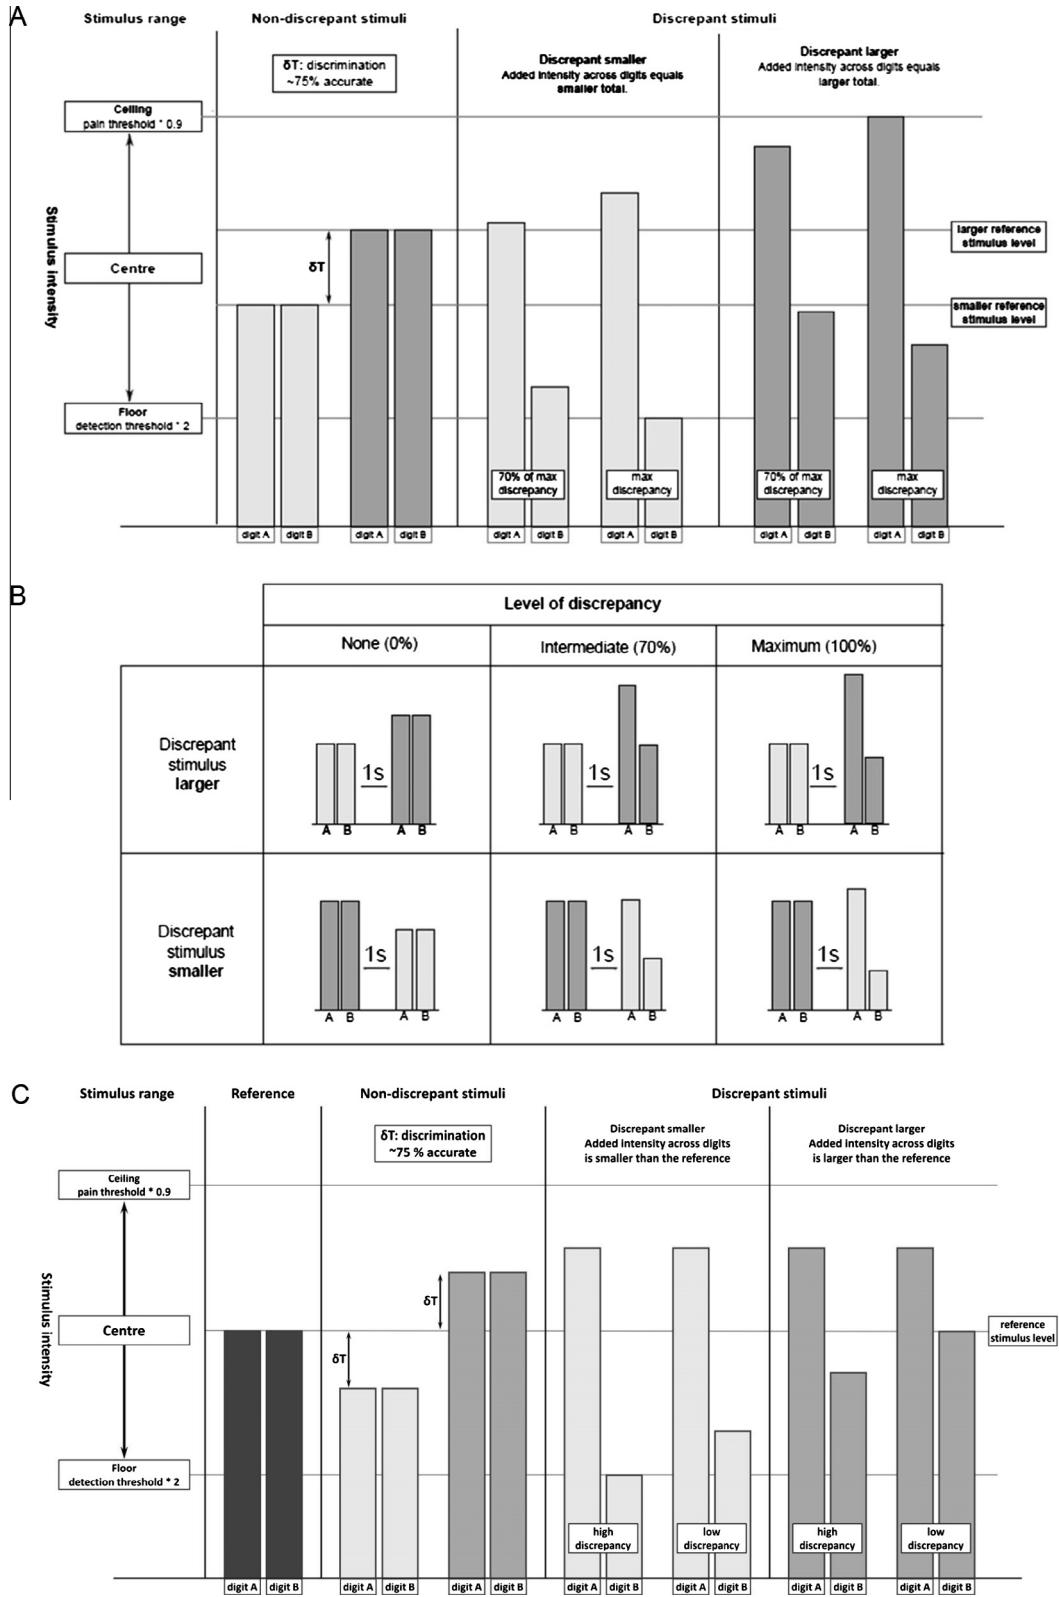 A
Stimulus range
Non-discrepant stimuli
Discrepant stimuli
δT: discrimination
~75% accurate
Discrepant smaller
Added intensity across digits equals
smaller total.
Discrepant larger
Added intensity across digits equals
larger total.
Ceiling
pain threshold * 0.9
Stimulus intensity
Centre
Floor
detection threshold * 2
δT
larger reference
stimulus level
smaller reference
stimulus level
70% of max
discrepancy
max
discrepancy
70% of max
discrepancy
max
discrepancy
digit A digit B digit A digit B digit A digit B digit A digit B digit A digit B digit A digit B
B
Level of discrepancy
None (0%) Intermediate (70%) Maximum (100%)
Discrepant
stimulus
larger
1s 1s 1s
A B A B A B A B A B A B
Discrepant
stimulus
smaller
1s 1s 1s
A B A B A B A B A B A B
C
Stimulus range
Reference
Non-discrepant stimuli
Discrepant stimuli
δT: discrimination
~75 % accurate
Discrepant smaller
Added intensity across digits
is smaller than the reference
Discrepant larger
Added intensity across digits
is larger than the reference
Ceiling
pain threshold * 0.9
Stimulus intensity
Centre
Floor
detection threshold * 2
δT
δT
reference
stimulus level
high
discrepancy
low
discrepancy
high
discrepancy
low
discrepancy
digit A digit B digit A digit B digit A digit B digit A digit B digit A digit B digit A digit B digit A digit B